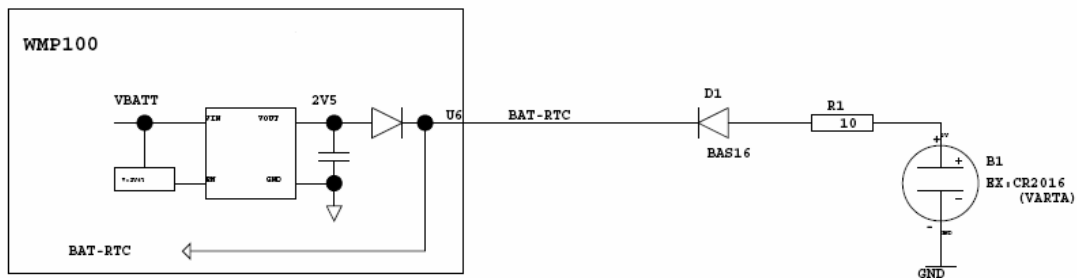 WMP100
VBATT
VIN
VOUT
2V5
EN
GND
U6
BAT-RTC
BAT-RTC
D1
BAS16
R1
10
+
+
B1
EX:CR2016
(VARTA)
-
-
GND
GND